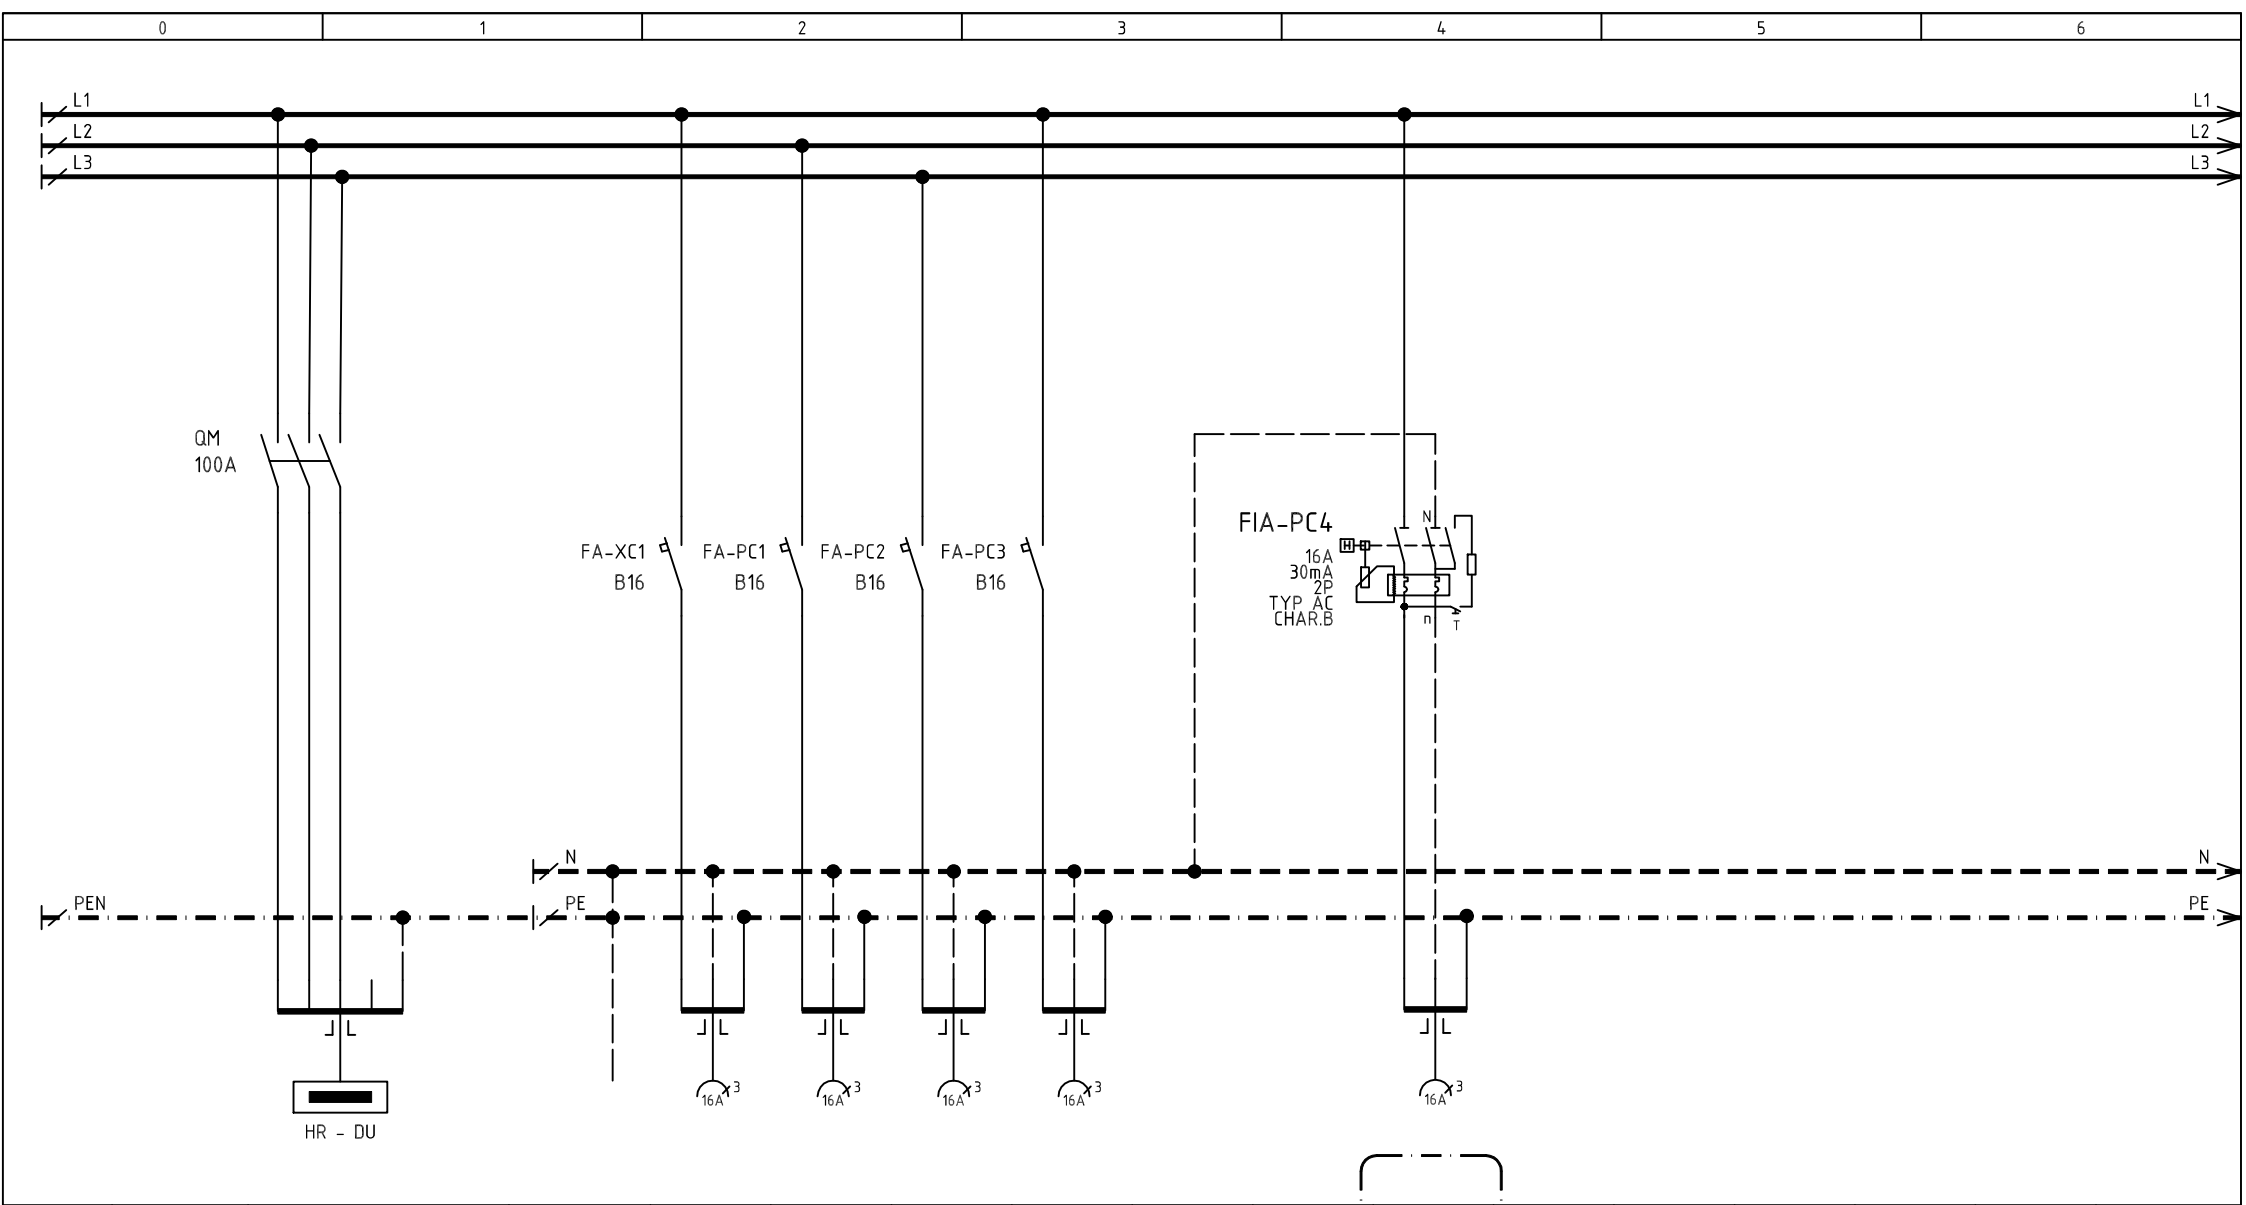 0 1 2 3 4 5 6
L1 L1
L2 L2
L3 L3
QM
100A
FA-XC1 FA-PC1 FA-PC2 FA-PC3
B16 B16 B16 B16
FIA-PC4
N
H
16A
30mA
2P
TYP AC
CHAR.B
n T
N N
PEN PE PE
3 3 3 3 3
16A 16A 16A 16A 16A
HR - DU